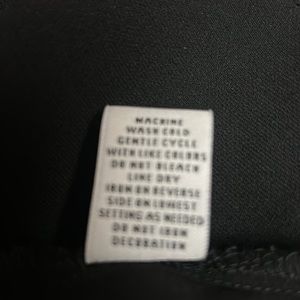 MACHINE
WASH COLD
GENTLE CYCLE
WITH LIKE COLORS
DO NOT BLEACH
LINE DRY
IRON ON REVERSE
SIDE ON LOWEST
SETTING AS NEEDED
DO NOT IRON
DECORATION